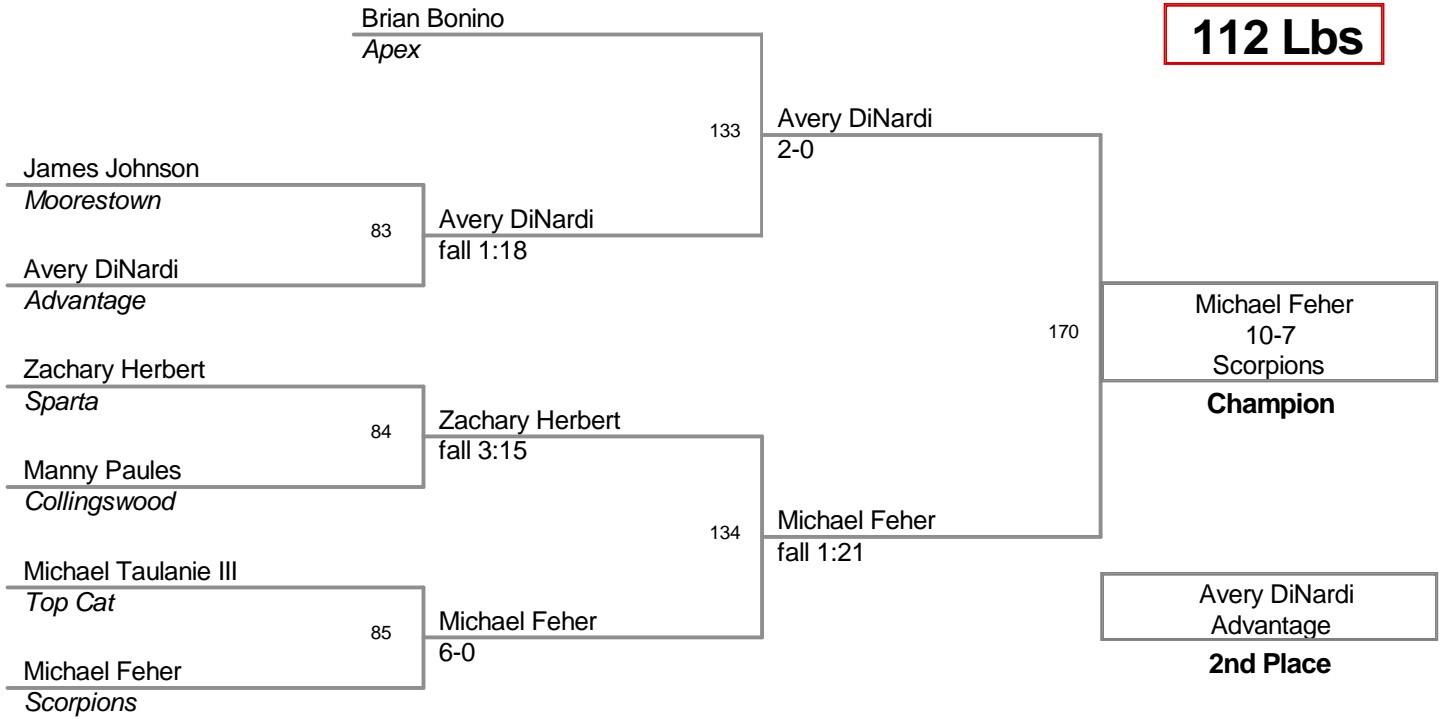 Brian Bonino
Apex
112 Lbs
133
Avery DiNardi
2-0
James Johnson
Moorestown
83
Avery DiNardi
fall 1:18
Avery DiNardi
Advantage
170
Michael Feher
10-7
Scorpions
Champion
Zachary Herbert
Sparta
84
Zachary Herbert
fall 3:15
Manny Paules
Collingswood
134
Michael Feher
fall 1:21
Michael Taulanie III
Top Cat
85
Michael Feher
6-0
Michael Feher
Scorpions
Avery DiNardi
Advantage
2nd Place